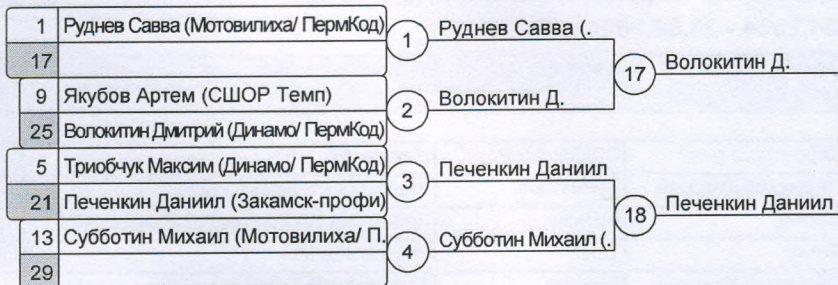 1 Руднев Савва (Мотовилиха/ ПермКод)
17
1
Руднев Савва (.
9 Якубов Артем (СШОР Темп)
25 Волокитин Дмитрий (Динамо/ ПермКод)
2
Волокитин Д.
17
Волокитин Д.
5 Триобчук Максим (Динамо/ ПермКод)
21 Печенкин Даниил (Закамск-профи)
3
Печенкин Даниил
13 Субботин Михаил (Мотовилиха/ П.
29
4
Субботин Михаил (.
18
Печенкин Даниил